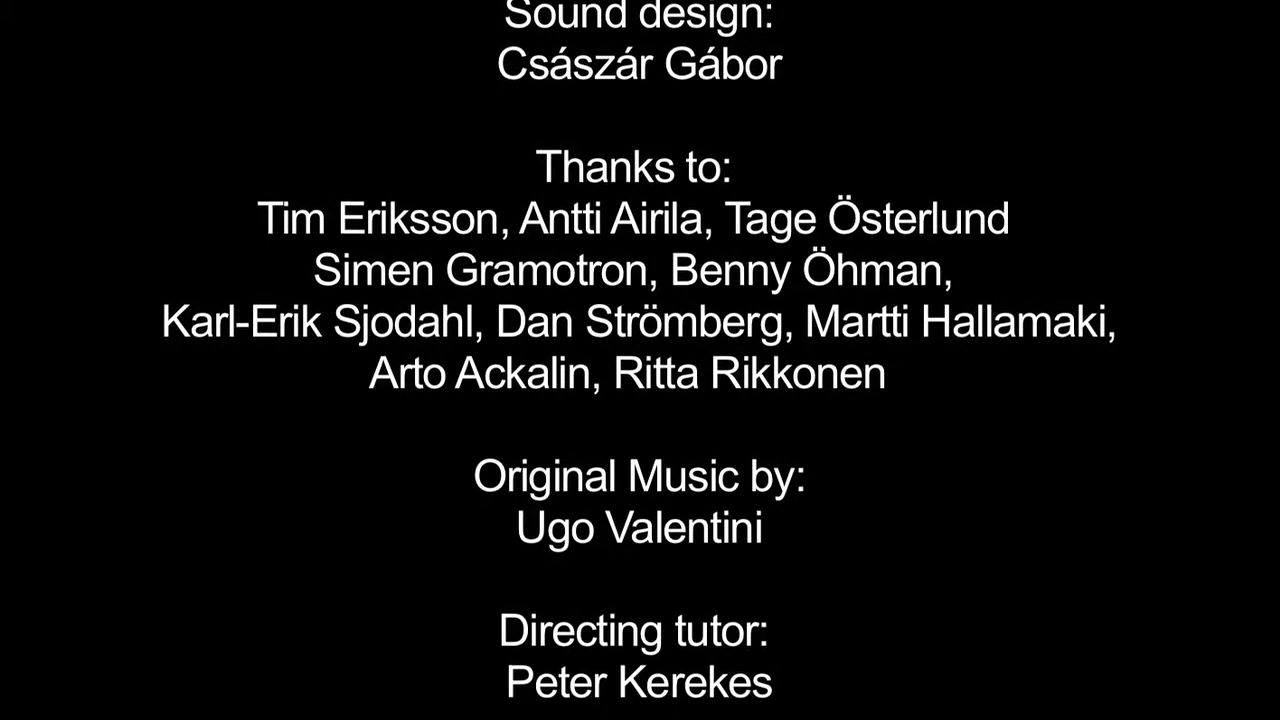 Sound design:
Császár Gábor
Thanks to:
Tim Eriksson, Antti Airila, Tage Österlund
Simen Gramotron, Benny Öhman,
Karl-Erik Sjodahl, Dan Strömberg, Martti Hallamaki,
Arto Ackalin, Ritta Rikkonen
Original Music by:
Ugo Valentini
Directing tutor:
Peter Kerekes